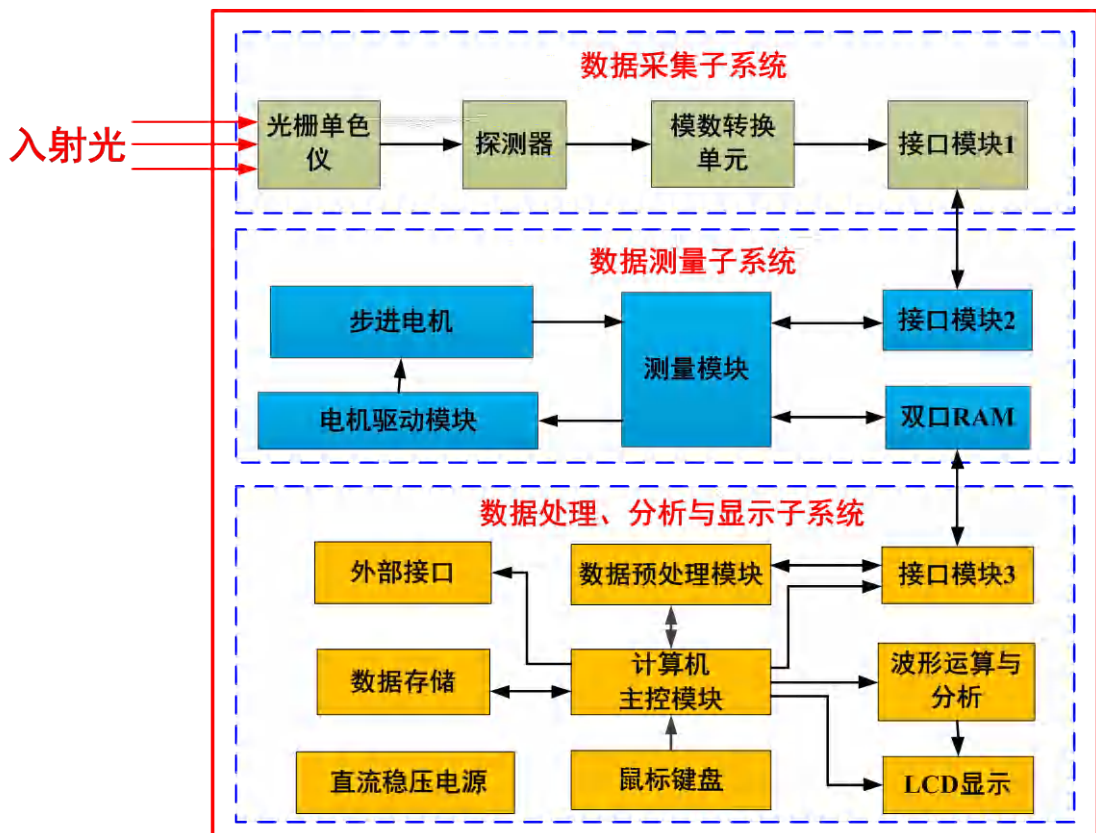 数据采集子系统
入射光
光栅单色
仪
探测器
模数转换
单元
接口模块1
数据测量子系统
步进电机
电机驱动模块
测量模块
接口模块2
双口RAM
数据处理、分析与显示子系统
外部接口
数据预处理模块
接口模块3
数据存储
计算机
主控模块
波形运算与
分析
直流稳压电源
鼠标键盘
LCD显示